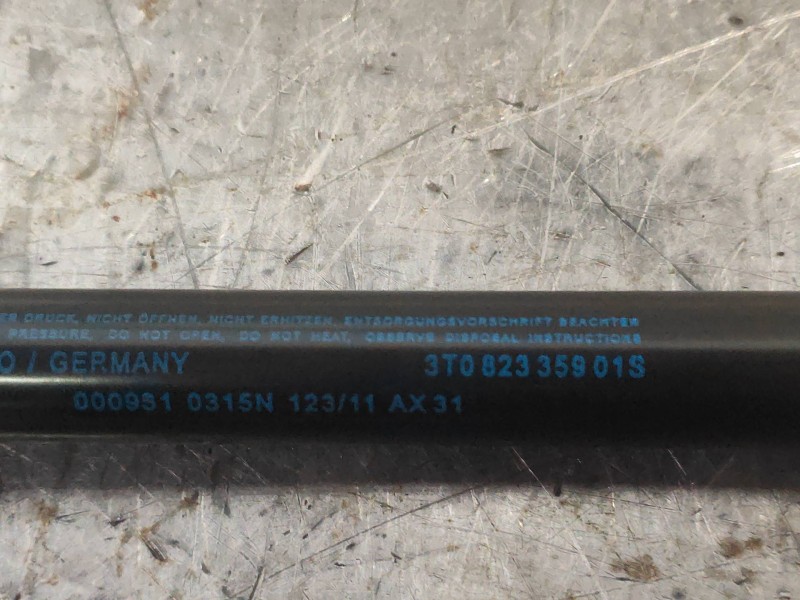 ER DRUCK, NICHT ÖFFNEN, NICHT ERHITZEN, ENTSORGUNGSVORSCHRIFT BEACHTEN
PRESSURE, DO NOT OPEN, DO NOT HEAT, OBSERVE DISPOSAL INSTRUCTIONS
O / GERMANY 3T0 823 359 01S
000951 0315N 123/11 AX 31